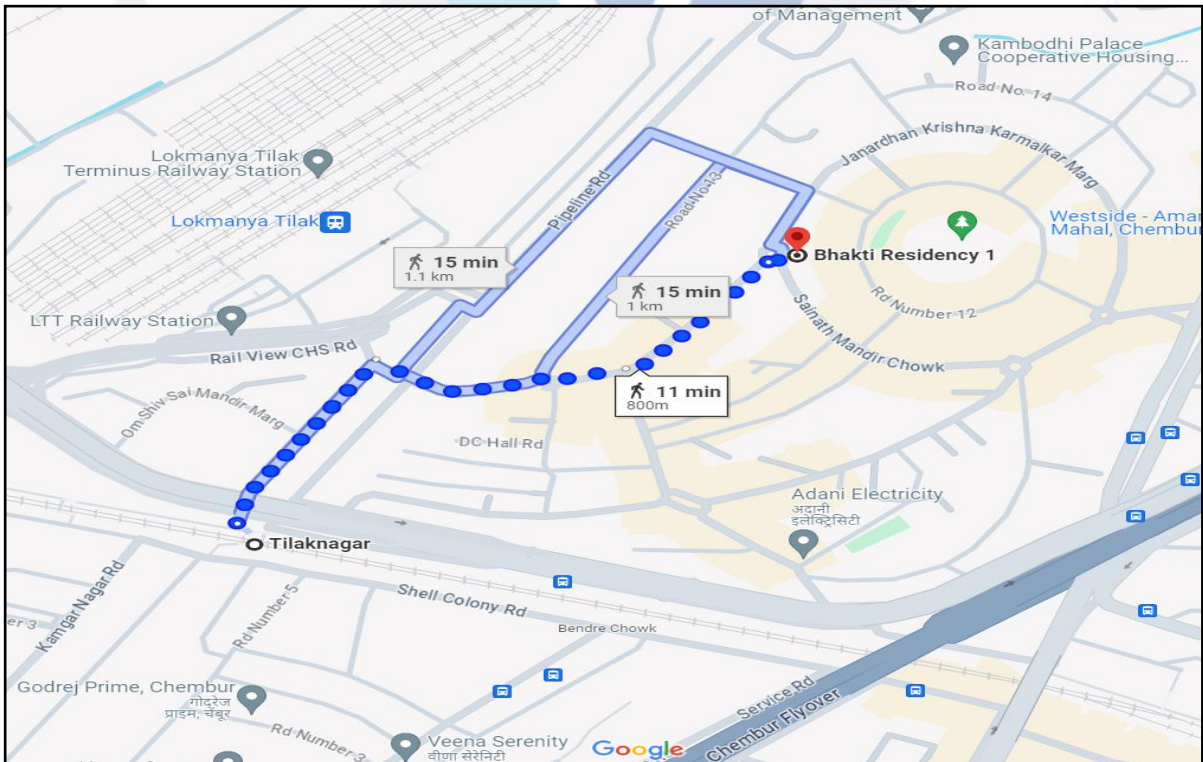 of Management
Kambodhi Palace
Cooperative Housing...
Road No. 14
Janardhan Krishna Karmalkar Marg
Lokmanya Tilak
Terminus Railway Station
Lokmanya Tilak
Pipeline Rd
Road No 13
Westside - Amar
Mahal, Chembur
15 min
1.1 km
Bhakti Residency 1
15 min
1 km
Rd Number 12
Sainath Mandir Chowk
LTT Railway Station
Rail View CHS Rd
11 min
800m
Om Shiv Sai Mandir Marg
DC Hall Rd
Adani Electricity
अदानी
इलेक्ट्रिसिटी
Tilaknagar
Kamgar Nagar Rd
Rd Number 5
Shell Colony Rd
Bendre Chowk
er 3
Godrej Prime, Chembur
गोदरेज
प्राइम, चेंबूर
Rd Number 3
Veena Serenity
वीणा सेरेनिटी
Google
Service Rd
Chembur Flyover